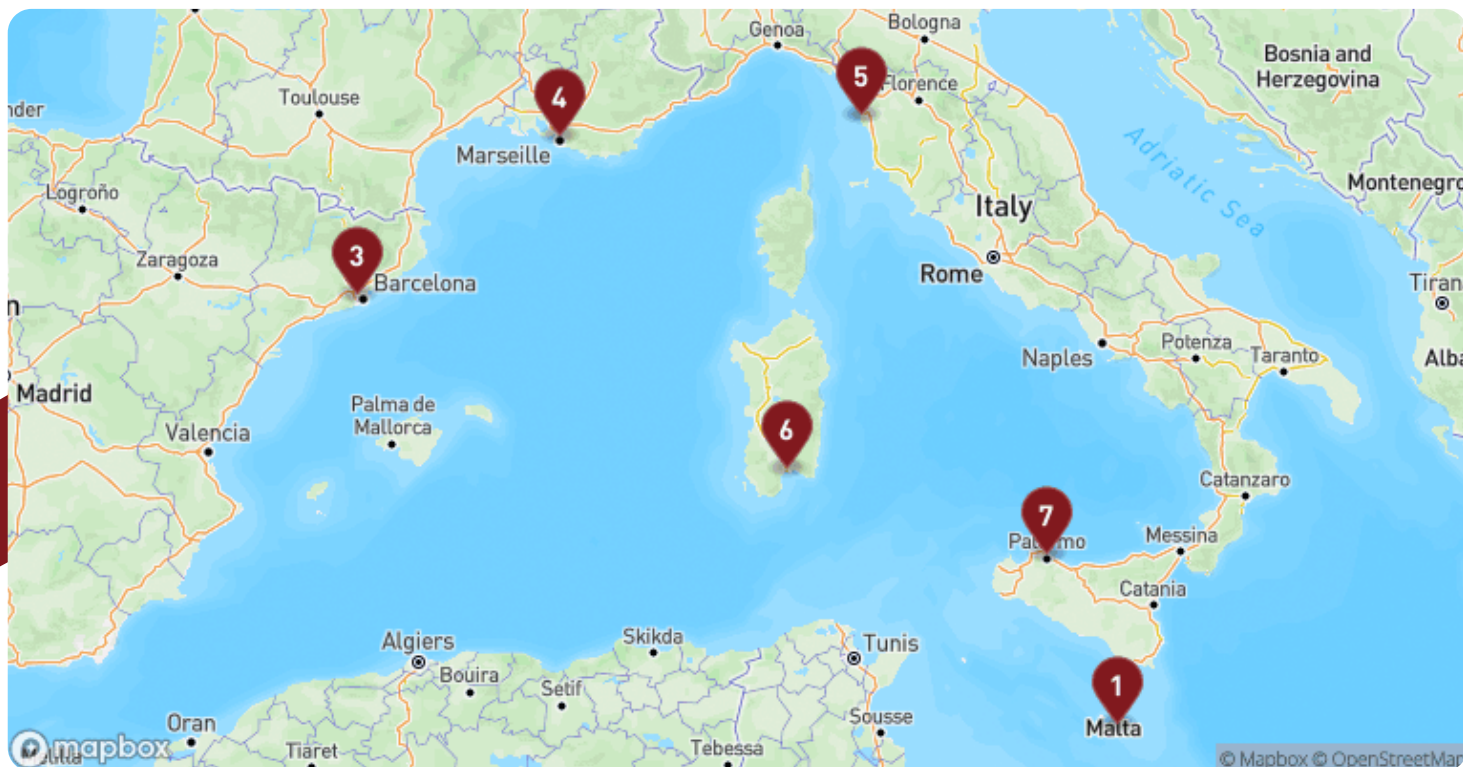 Bologna
Genoa
Bosnia and
Herzegovina
5
Florence
4
Toulouse
nder
Adriatic Sea
Marseille
Logroño
Montenegro
Italy
3
Zaragoza
Rome
Barcelona
Tiran
n
Potenza
Naples
Taranto
Alba
Madrid
Palma de
Mallorca
Valencia
6
Catanzaro
7
Messina
Catania
Algiers
Skikda
Tunis
Bouira
Setif
1
Oran
Sousse
Malta
mapbox
Tiaret
Tebessa
© Mapbox © OpenStreetMap